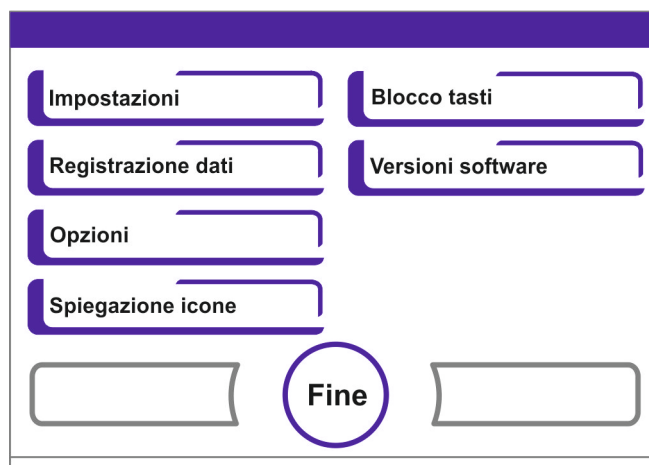 Impostazioni
Blocco tasti
Registrazione dati
Versioni software
Opzioni
Spiegazione icone
Fine